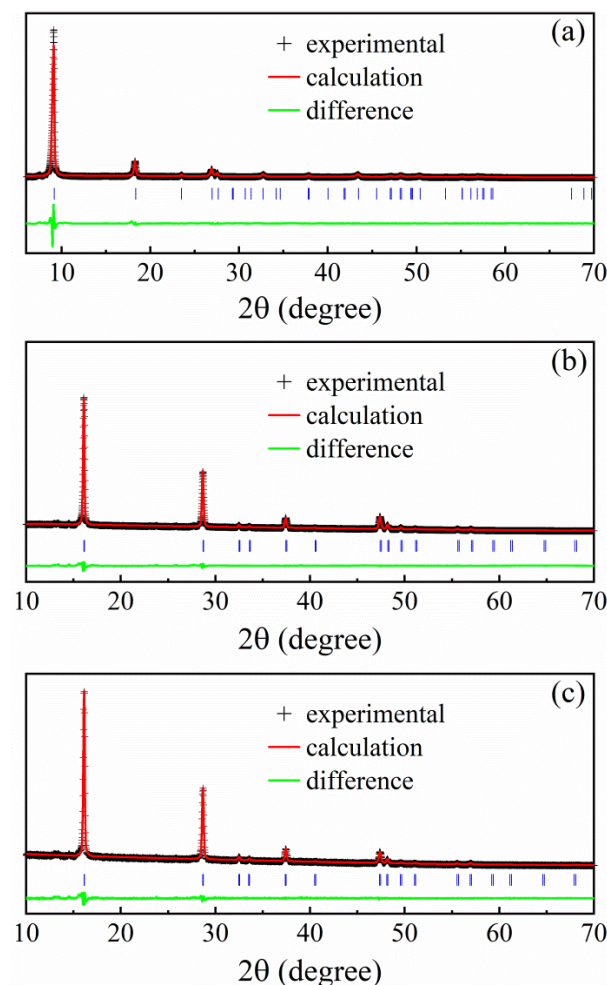 (a)
+ experimental
calculation
difference
10 20 30 40 50 60 70
2θ (degree)
(b)
+ experimental
calculation
difference
10 20 30 40 50 60 70
2θ (degree)
(c)
+ experimental
calculation
difference
10 20 30 40 50 60 70
2θ (degree)